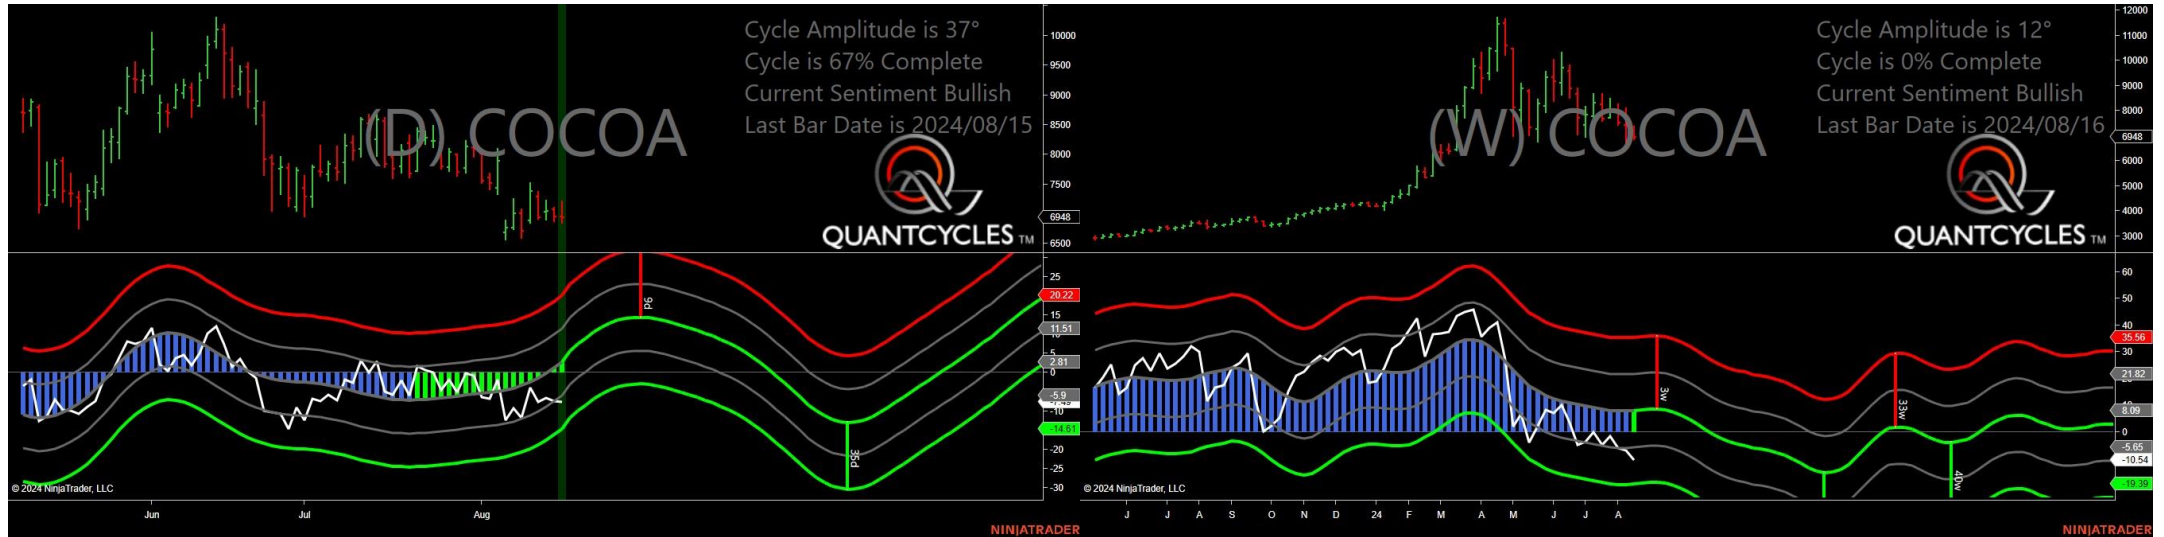 Cycle Amplitude is 37°
Cycle is 67% Complete
Current Sentiment Bullish
Last Bar Date is 2024/08/15
(D) COCOA
QUANTCYCLES TM
10000
9500
9000
8500
8000
7500
6948
6500
25
20.22
15
11.51
5
2.81
0
-5.9
-7.49
-10
-14.61
-20
-25
-30
9d
35d
© 2024 NinjaTrader, LLC
Jun
Jul
Aug
NINJATRADER
Cycle Amplitude is 12°
Cycle is 0% Complete
Current Sentiment Bullish
Last Bar Date is 2024/08/16
(W) COCOA
QUANTCYCLES TM
12000
11000
10000
9000
8000
6948
6000
5000
4000
3000
60
50
40
35.56
30
21.82
10
8.09
0
-5.65
-10.54
-19.39
3w
33w
40w
© 2024 NinjaTrader, LLC
J J A S O N D 24 F M A M J J A
NINJATRADER